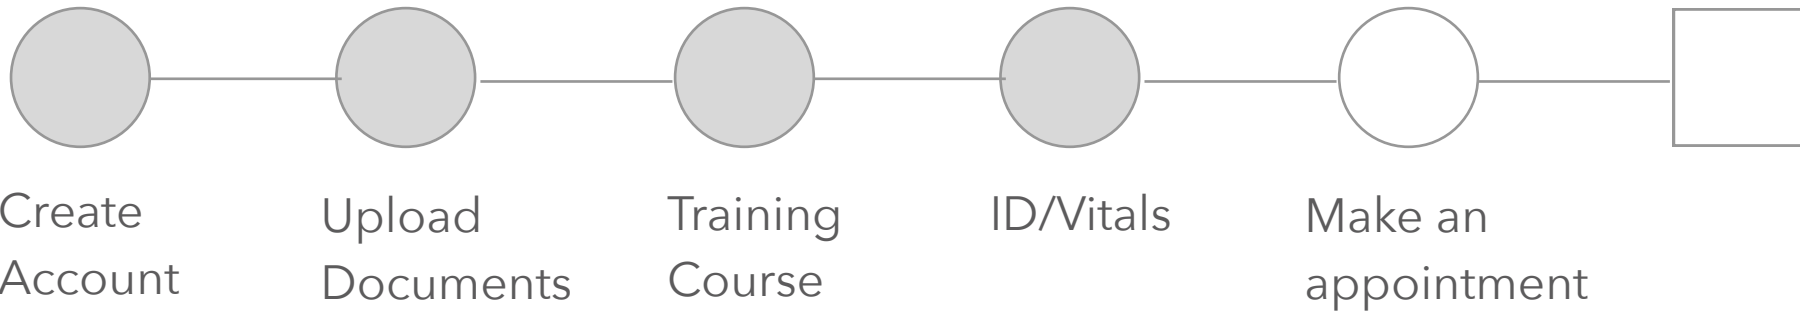 Create
Account
Upload
Documents
Training
Course
ID/Vitals
Make an
appointment